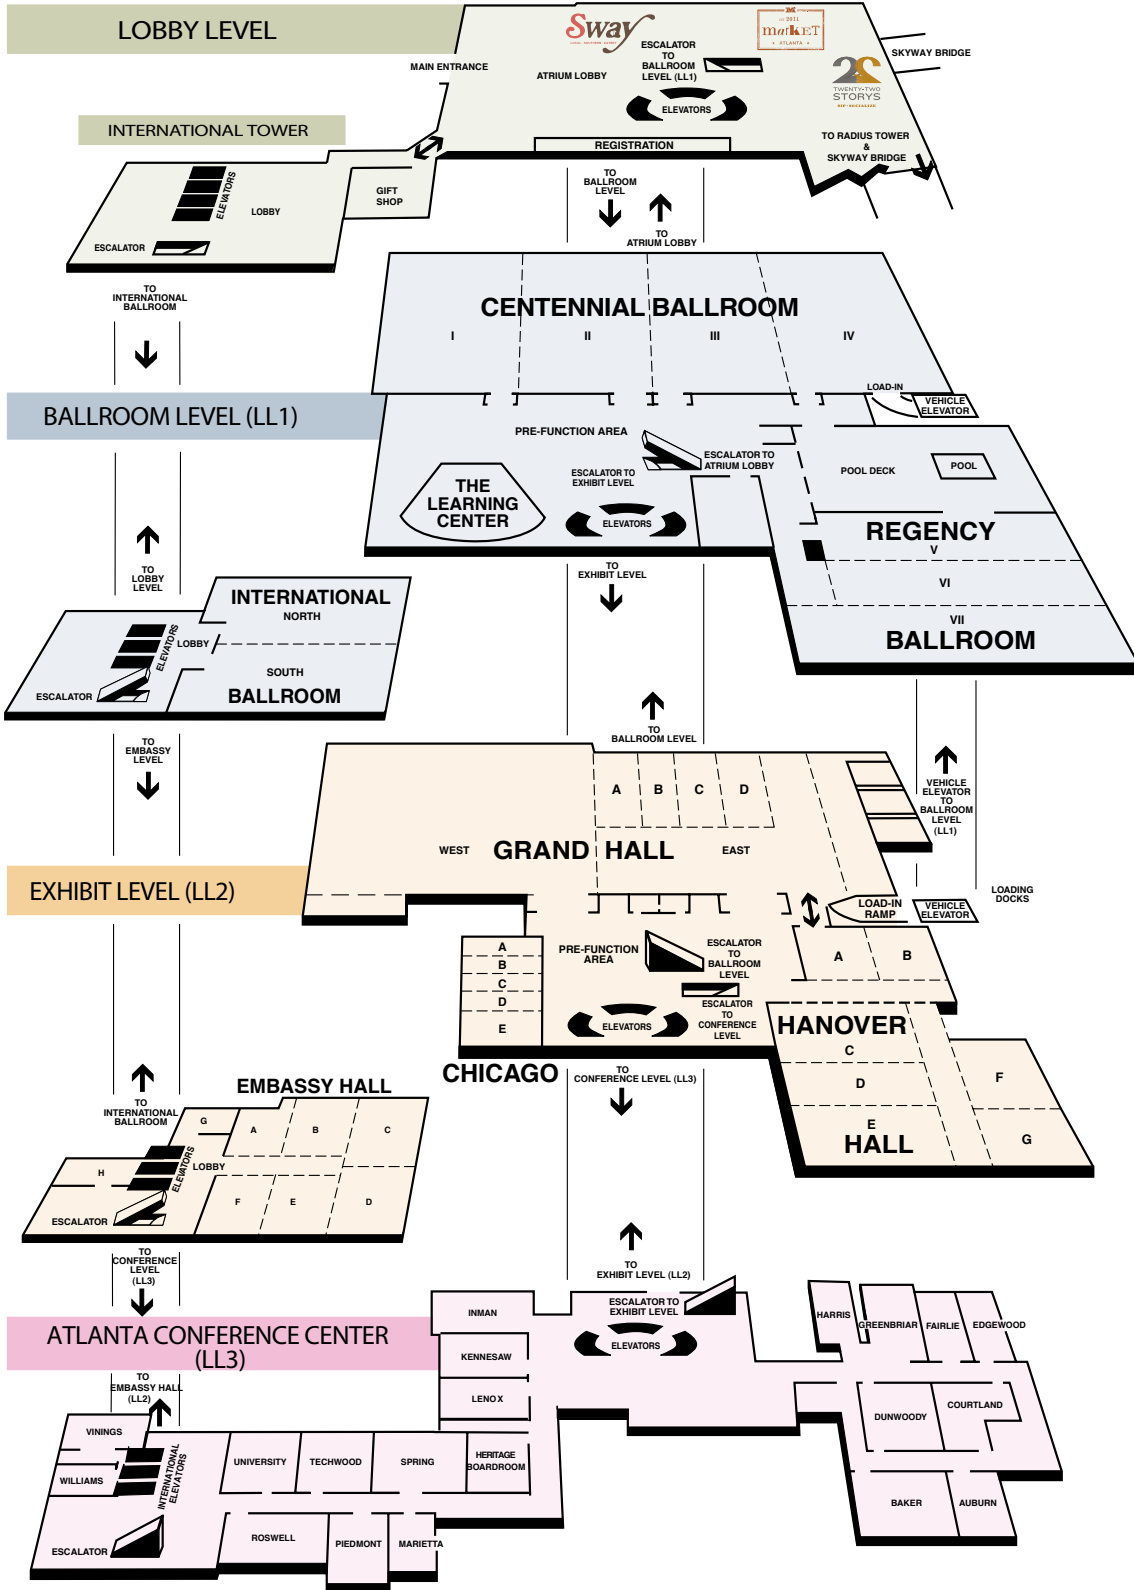 LOBBY LEVEL
Sway
EST 2011
marKET
• ATLANTA •
ESCALATOR
TO
BALLROOM
LEVEL (LL1)
SKYWAY BRIDGE
MAIN ENTRANCE
ATRIUM LOBBY
22
TWENTY-TWO
STORYS
SIP • SOCIALIZE
ELEVATORS
INTERNATIONAL TOWER
REGISTRATION
TO RADIUS TOWER
&
SKYWAY BRIDGE
ELEVATORS
LOBBY
GIFT
SHOP
ESCALATOR
TO
BALLROOM
LEVEL
TO
ATRIUM LOBBY
TO
INTERNATIONAL
BALLROOM
CENTENNIAL BALLROOM
I
II
III
IV
BALLROOM LEVEL (LL1)
LOAD-IN
VEHICLE
ELEVATOR
PRE-FUNCTION AREA
ESCALATOR TO
ATRIUM LOBBY
ESCALATOR TO
EXHIBIT LEVEL
POOL DECK
POOL
THE
LEARNING
CENTER
ELEVATORS
REGENCY
V
VI
VII
BALLROOM
TO
LOBBY
LEVEL
TO
EXHIBIT LEVEL
INTERNATIONAL
NORTH
ELEVATORS
LOBBY
SOUTH
BALLROOM
ESCALATOR
TO
EMBASSY
LEVEL
TO
BALLROOM LEVEL
VEHICLE
ELEVATOR
TO
BALLROOM
LEVEL
(LL1)
A
B
C
D
WEST
GRAND HALL
EAST
EXHIBIT LEVEL (LL2)
LOAD-IN
RAMP
VEHICLE
ELEVATOR
LOADING
DOCKS
A
B
C
D
E
CHICAGO
PRE-FUNCTION
AREA
ESCALATOR
TO
BALLROOM
LEVEL
ESCALATOR
TO
CONFERENCE
LEVEL
ELEVATORS
A
B
HANOVER
C
D
E
HALL
F
G
TO
CONFERENCE LEVEL (LL3)
TO
INTERNATIONAL
BALLROOM
EMBASSY HALL
G
A
B
C
H
ELEVATORS
LOBBY
F
E
D
ESCALATOR
TO
CONFERENCE
LEVEL
(LL3)
TO
EXHIBIT LEVEL (LL2)
ATLANTA CONFERENCE CENTER
(LL3)
ESCALATOR TO
EXHIBIT LEVEL
ELEVATORS
INMAN
KENNESAW
LENOX
HARRIS
GREENBRIAR
FAIRLIE
EDGEWOOD
DUNWOODY
COURTLAND
BAKER
AUBURN
TO
EMBASSY HALL
(LL2)
VININGS
WILLIAMS
INTERNATIONAL
ELEVATORS
UNIVERSITY
TECHWOOD
SPRING
HERITAGE
BOARDROOM
ESCALATOR
ROSWELL
PIEDMONT
MARIETTA